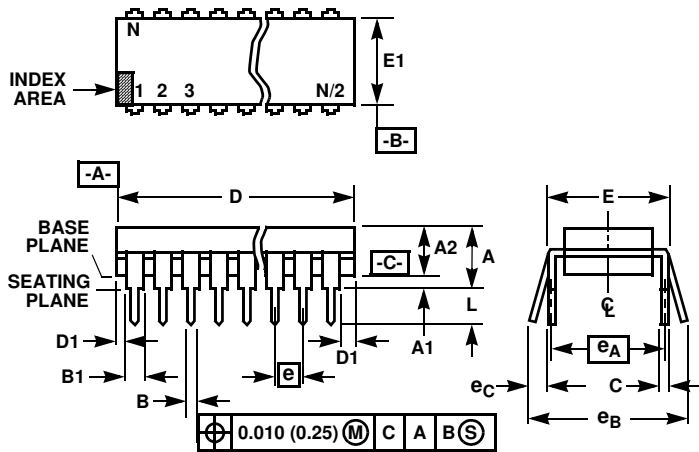 N
E1
INDEX
AREA
1 2 3 N/2
-B-
-A-
D
E
BASE
PLANE
A2
A
-C-
SEATING
PLANE
L
C L
D1
A1
D1
eA
B1
e
eC
C
B
eB
0.010 (0.25) M C A B S